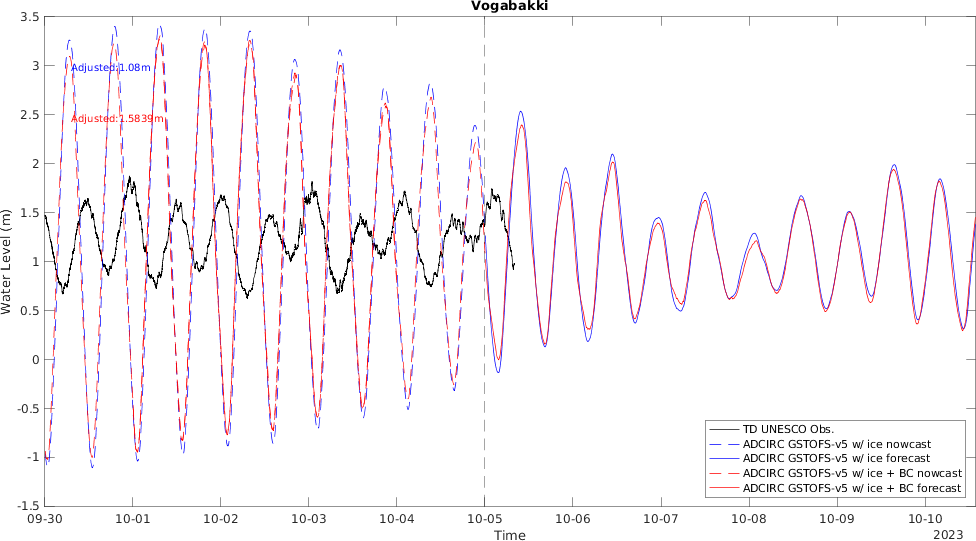 Vogabakki
3.5
3
2.5
2
1.5
1
0.5
0
-0.5
-1
-1.5
Water Level (m)
Adjusted:1.08m
Adjusted:1.5839m
TD UNESCO Obs.
ADCIRC GSTOFS-v5 w/ ice nowcast
ADCIRC GSTOFS-v5 w/ ice forecast
ADCIRC GSTOFS-v5 w/ ice + BC nowcast
ADCIRC GSTOFS-v5 w/ ice + BC forecast
09-30 10-01 10-02 10-03 10-04 10-05 10-06 10-07 10-08 10-09 10-10
Time
2023